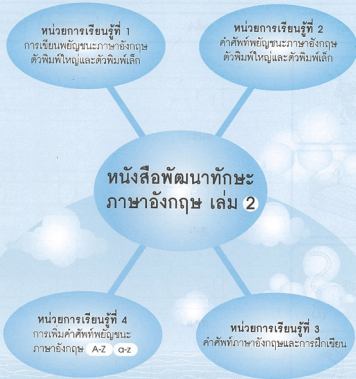 หน่วยการเรียนรู้ที่ 1
การเขียนพยัญชนะภาษาอังกฤษ
ตัวพิมพ์ใหญ่และตัวพิมพ์เล็ก
หน่วยการเรียนรู้ที่ 2
คำศัพท์พยัญชนะภาษาอังกฤษ
ตัวพิมพ์ใหญ่และตัวพิมพ์เล็ก
หนังสือพัฒนาทักษะ
ภาษาอังกฤษ เล่ม 2
หน่วยการเรียนรู้ที่ 4
การเพิ่มคำศัพท์พยัญชนะ
ภาษาอังกฤษ A-Z a-z
หน่วยการเรียนรู้ที่ 3
คำศัพท์ภาษาอังกฤษและการฝึกเขียน